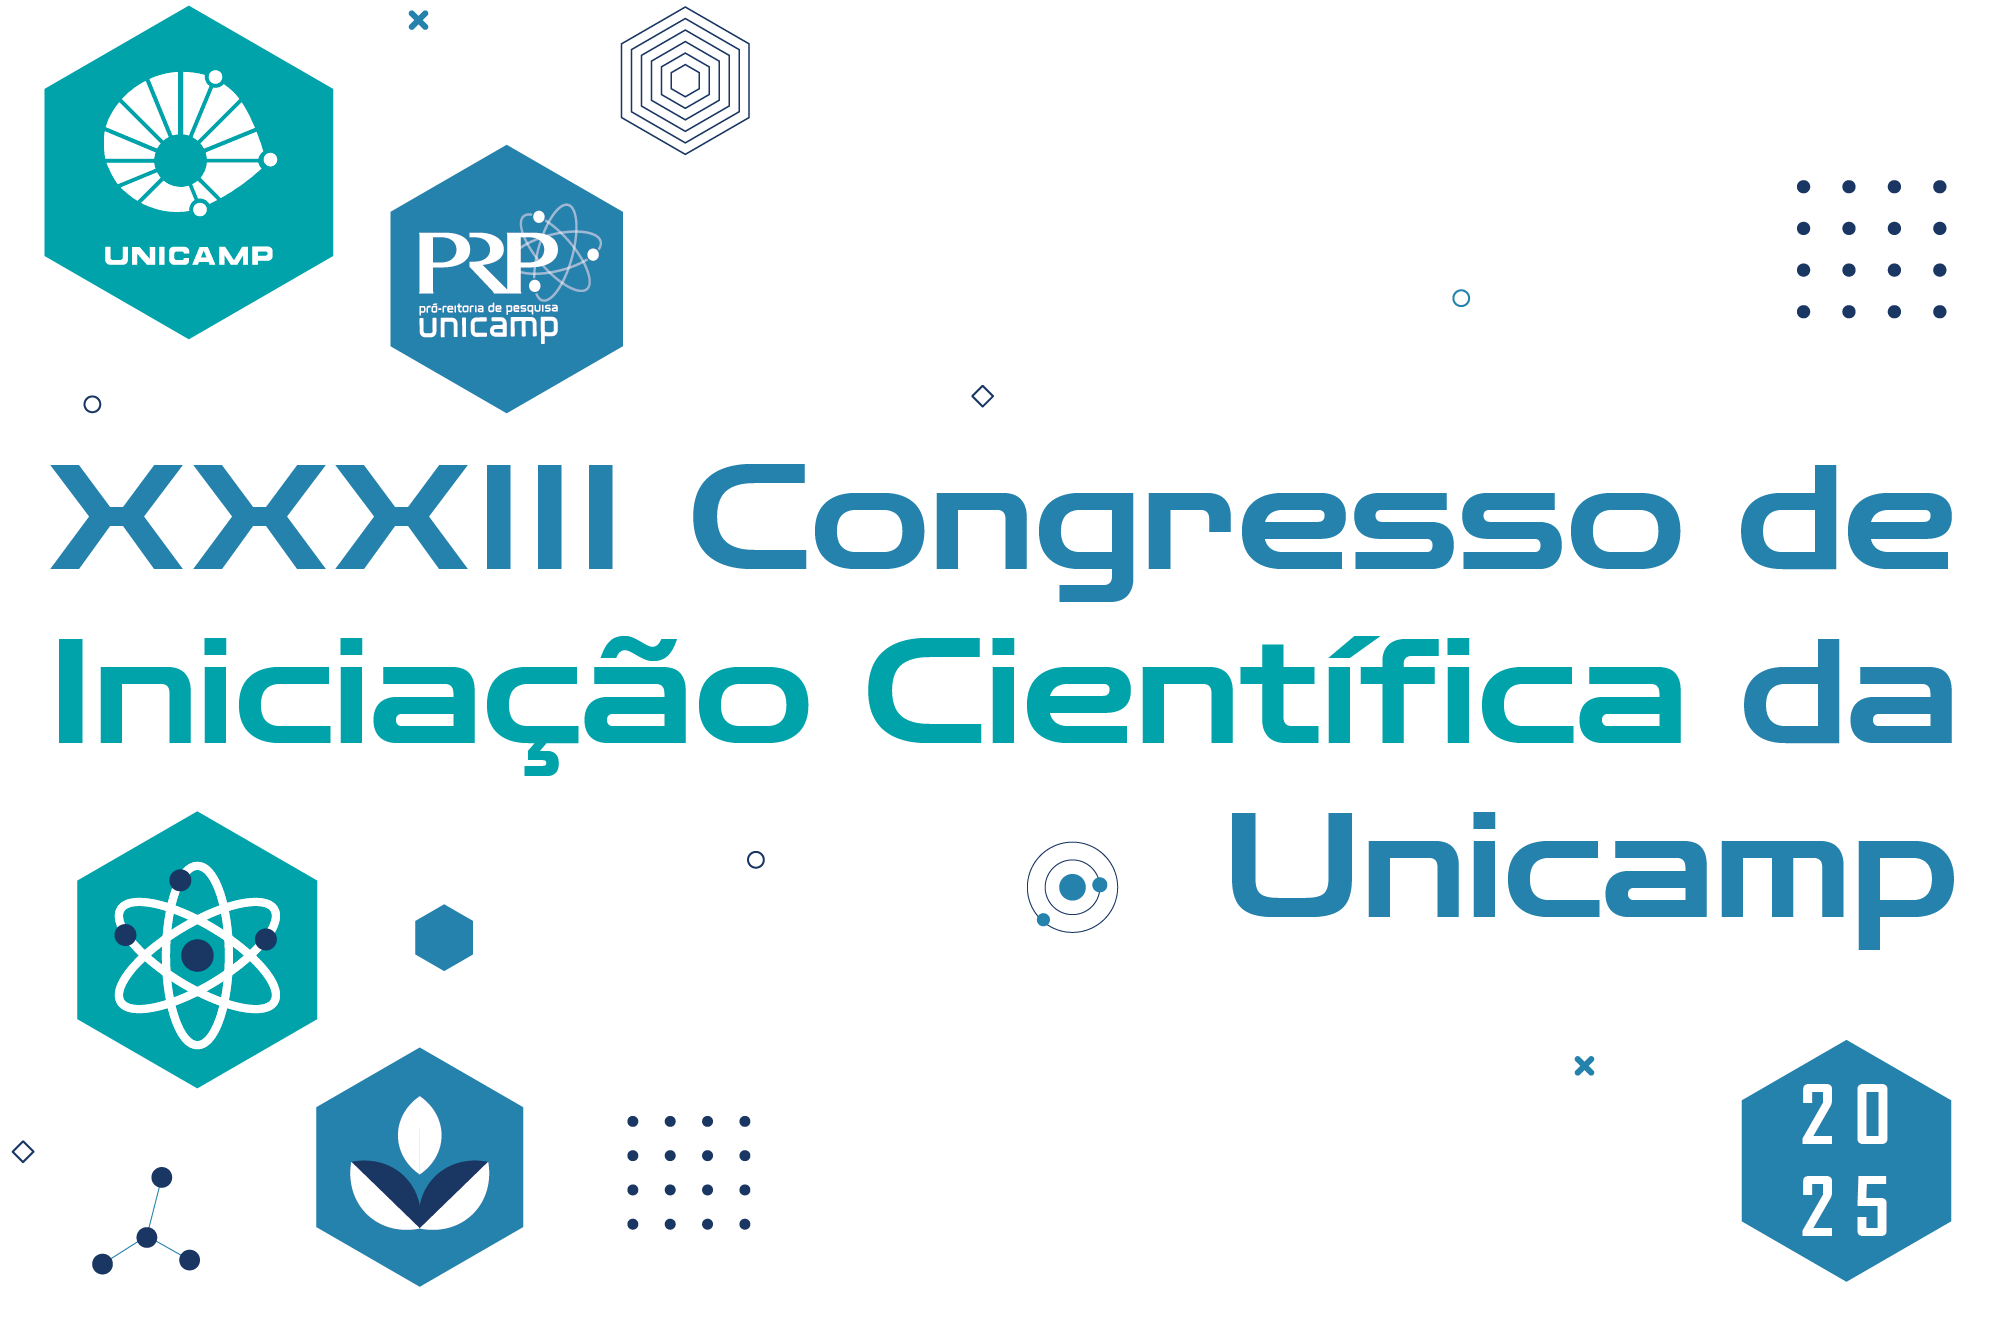 UNICAMP
PRP
pró-reitoria de pesquisa
unicamp
XXXIII Congresso de
Iniciação Científica da
Unicamp
20
25